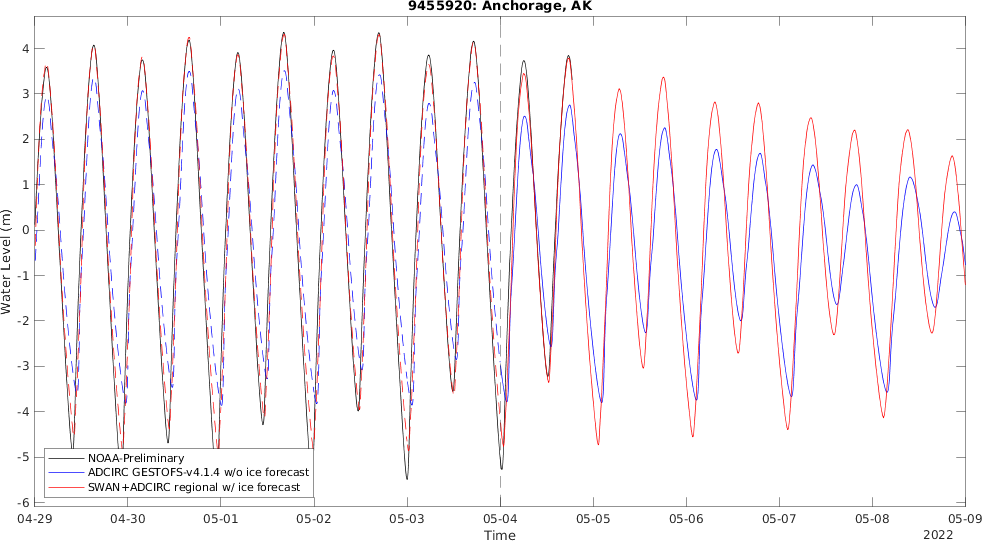 9455920: Anchorage, AK
4
3
2
1
0
-1
-2
-3
-4
-5
-6
Water Level (m)
NOAA-Preliminary
ADCIRC GESTOFS-v4.1.4 w/o ice forecast
SWAN+ADCIRC regional w/ ice forecast
04-29 04-30 05-01 05-02 05-03 05-04 05-05 05-06 05-07 05-08 05-09
Time
2022